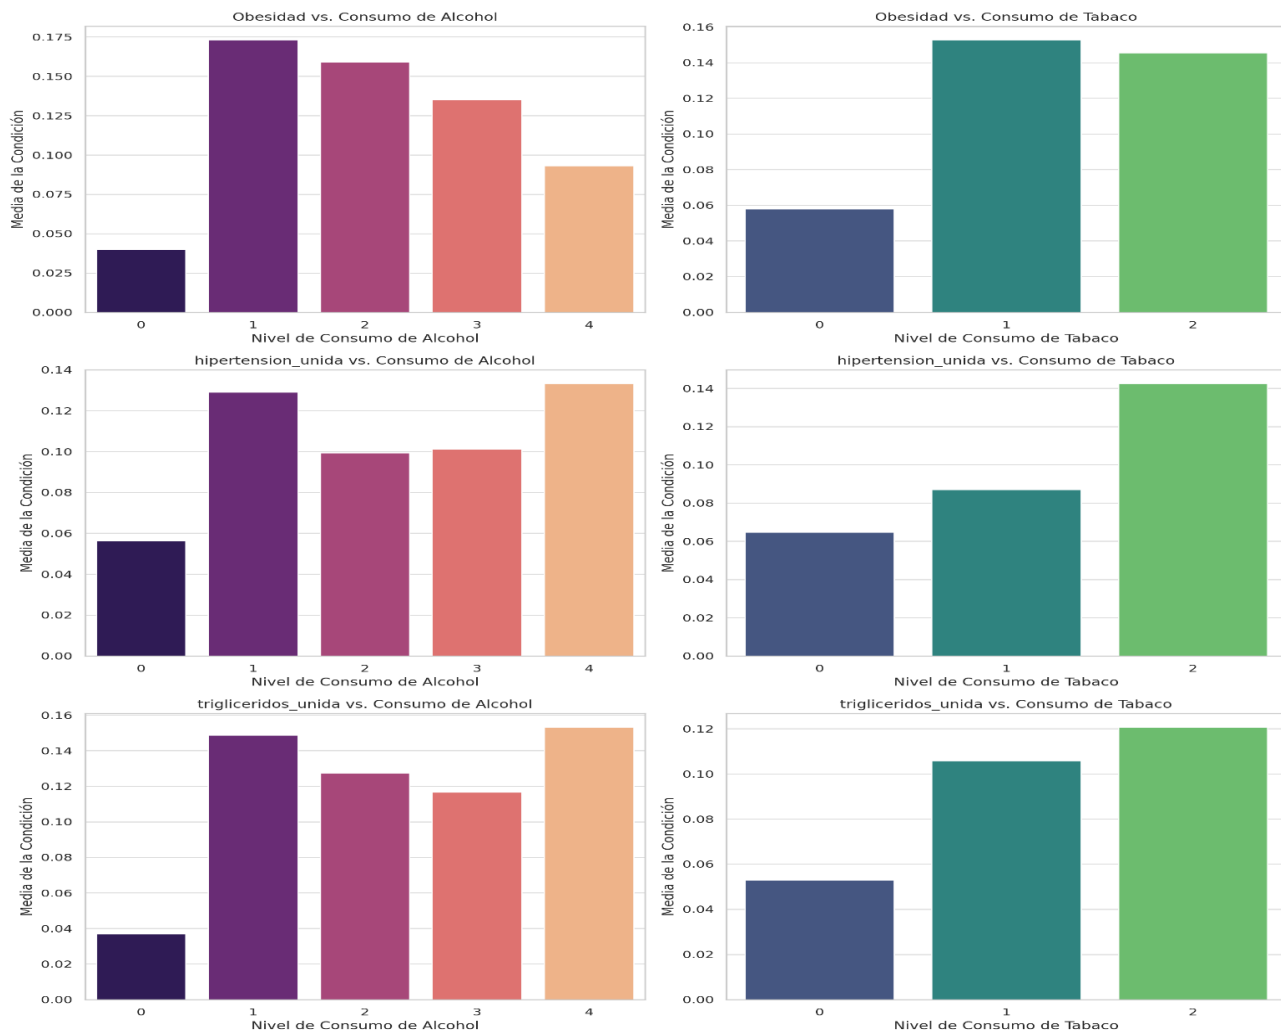 Obesidad vs. Consumo de Alcohol
Media de la Condición
0.175
0.150
0.125
0.100
0.075
0.050
0.025
0.000
0 1 2 3 4
Nivel de Consumo de Alcohol
Obesidad vs. Consumo de Tabaco
Media de la Condición
0.16
0.14
0.12
0.10
0.08
0.06
0.04
0.02
0.00
0 1 2
Nivel de Consumo de Tabaco
hipertension_unida vs. Consumo de Alcohol
Media de la Condición
0.14
0.12
0.10
0.08
0.06
0.04
0.02
0.00
0 1 2 3 4
Nivel de Consumo de Alcohol
hipertension_unida vs. Consumo de Tabaco
Media de la Condición
0.14
0.12
0.10
0.08
0.06
0.04
0.02
0.00
0 1 2
Nivel de Consumo de Tabaco
trigliceridos_unida vs. Consumo de Alcohol
Media de la Condición
0.16
0.14
0.12
0.10
0.08
0.06
0.04
0.02
0.00
0 1 2 3 4
Nivel de Consumo de Alcohol
trigliceridos_unida vs. Consumo de Tabaco
Media de la Condición
0.12
0.10
0.08
0.06
0.04
0.02
0.00
0 1 2
Nivel de Consumo de Tabaco